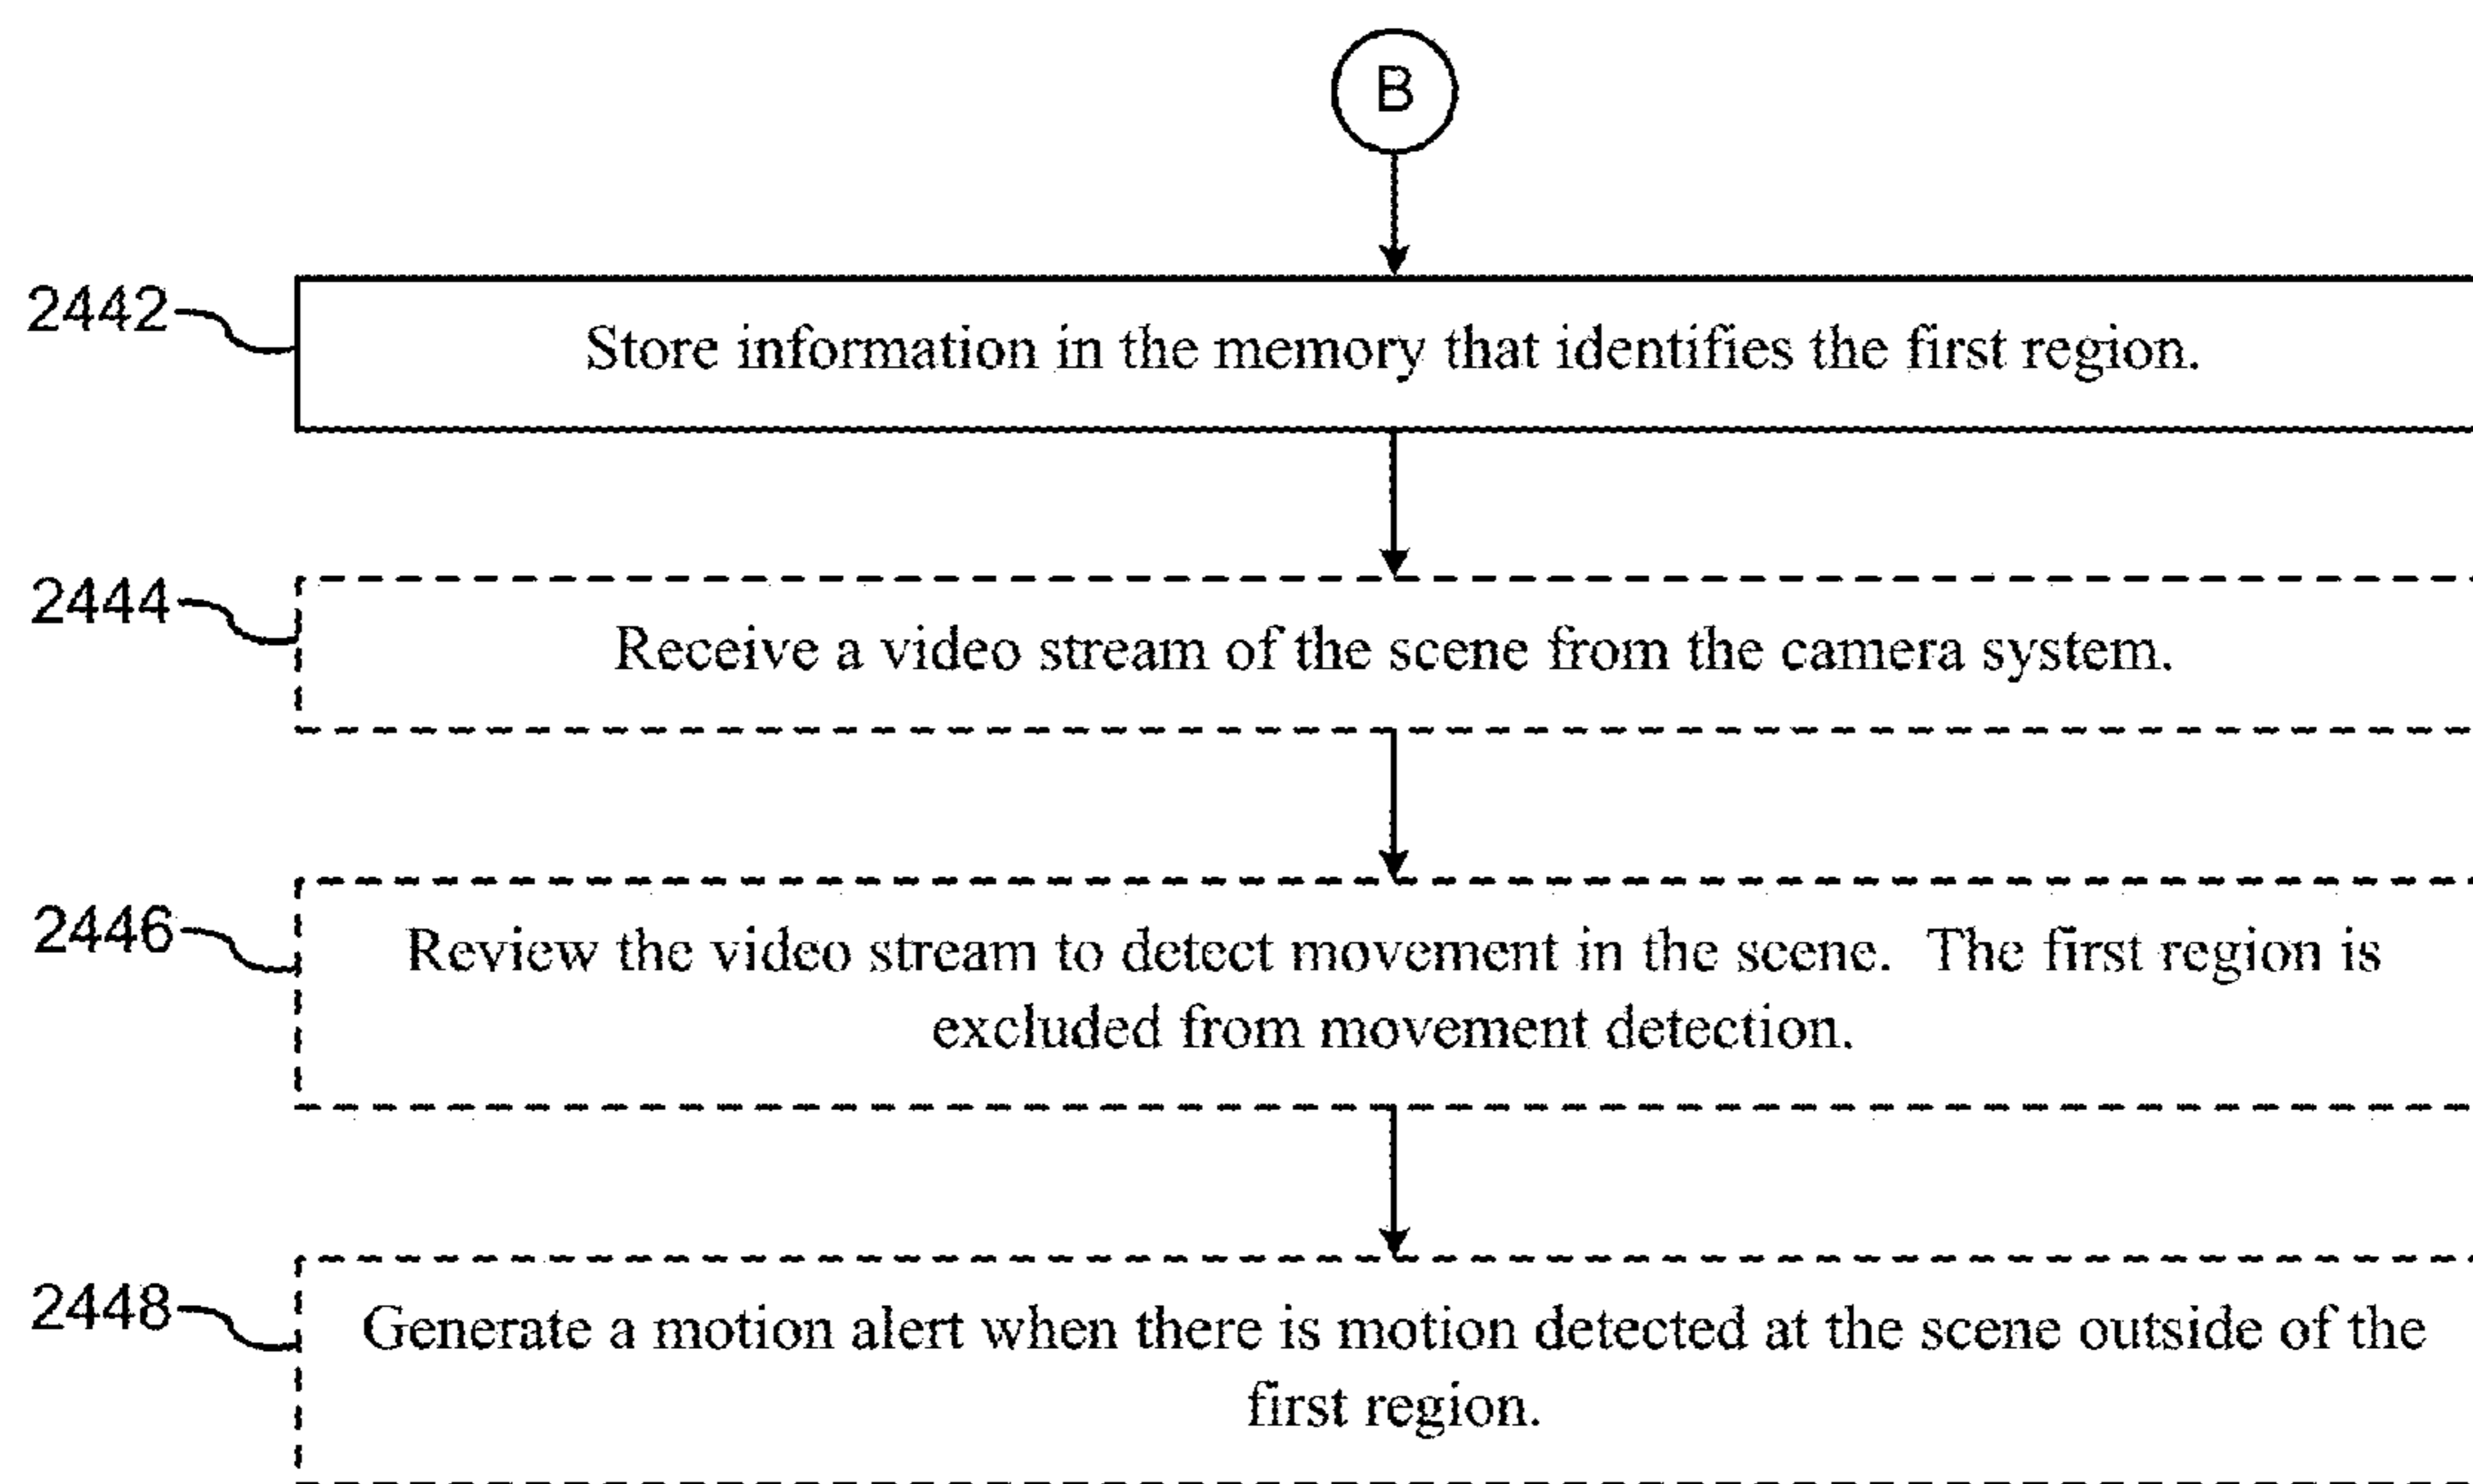 B
2442
Store information in the memory that identifies the first region.
2444
Receive a video stream of the scene from the camera system.
2446
Review the video stream to detect movement in the scene. The first region is
excluded from movement detection.
2448
Generate a motion alert when there is motion detected at the scene outside of the
first region.